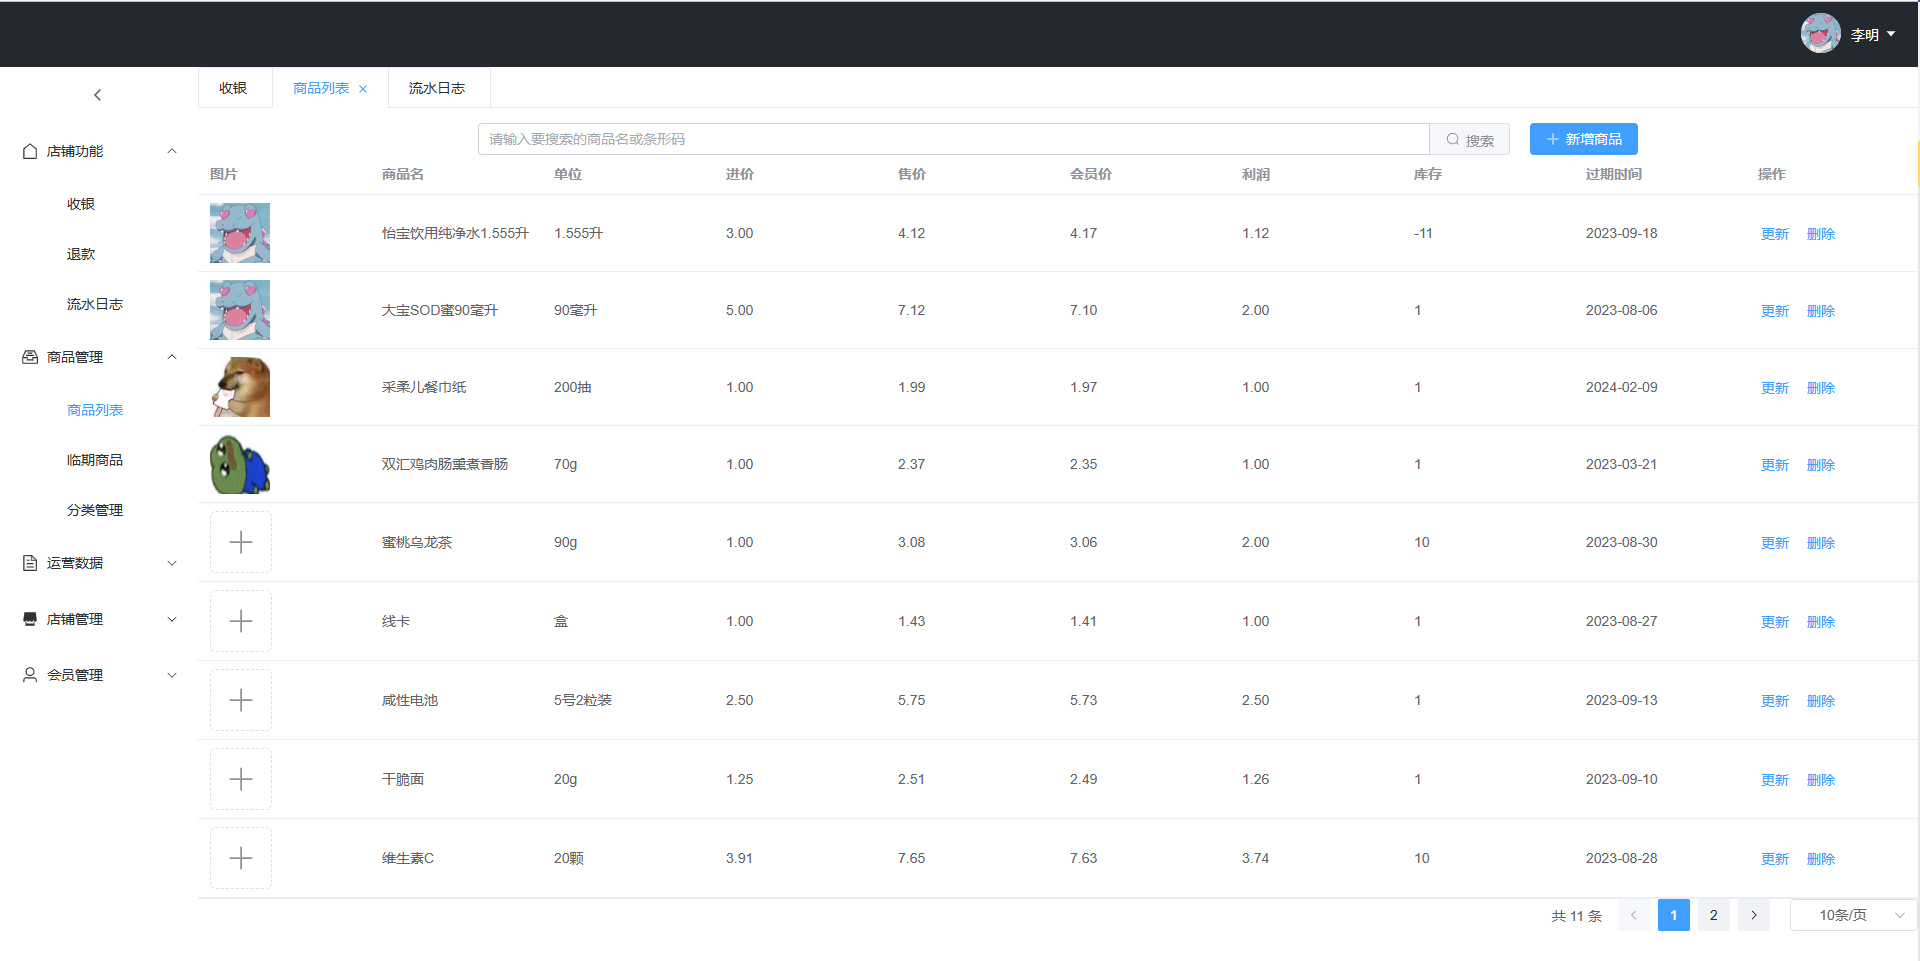 李明
收银 商品列表 流水日志
请输入要搜索的商品名或条形码 搜索 新增商品
店铺功能
收银
退款
流水日志
商品管理
商品列表
临期商品
分类管理
运营数据
店铺管理
会员管理
图片 商品名 单位 进价 售价 会员价 利润 库存 过期时间 操作
怡宝饮用纯净水1.555升 1.555升 3.00 4.12 4.17 1.12 -11 2023-09-18 更新 删除
大宝SOD蜜90毫升 90毫升 5.00 7.12 7.10 2.00 1 2023-08-06 更新 删除
采柔儿餐巾纸 200抽 1.00 1.99 1.97 1.00 1 2024-02-09 更新 删除
双汇鸡肉肠熏煮香肠 70g 1.00 2.37 2.35 1.00 1 2023-03-21 更新 删除
蜜桃乌龙茶 90g 1.00 3.08 3.06 2.00 10 2023-08-30 更新 删除
线卡 盒 1.00 1.43 1.41 1.00 1 2023-08-27 更新 删除
咸性电池 5号2粒装 2.50 5.75 5.73 2.50 1 2023-09-13 更新 删除
干脆面 20g 1.25 2.51 2.49 1.26 1 2023-09-10 更新 删除
维生素C 20颗 3.91 7.65 7.63 3.74 10 2023-08-28 更新 删除
共 11 条 1 2 10条/页